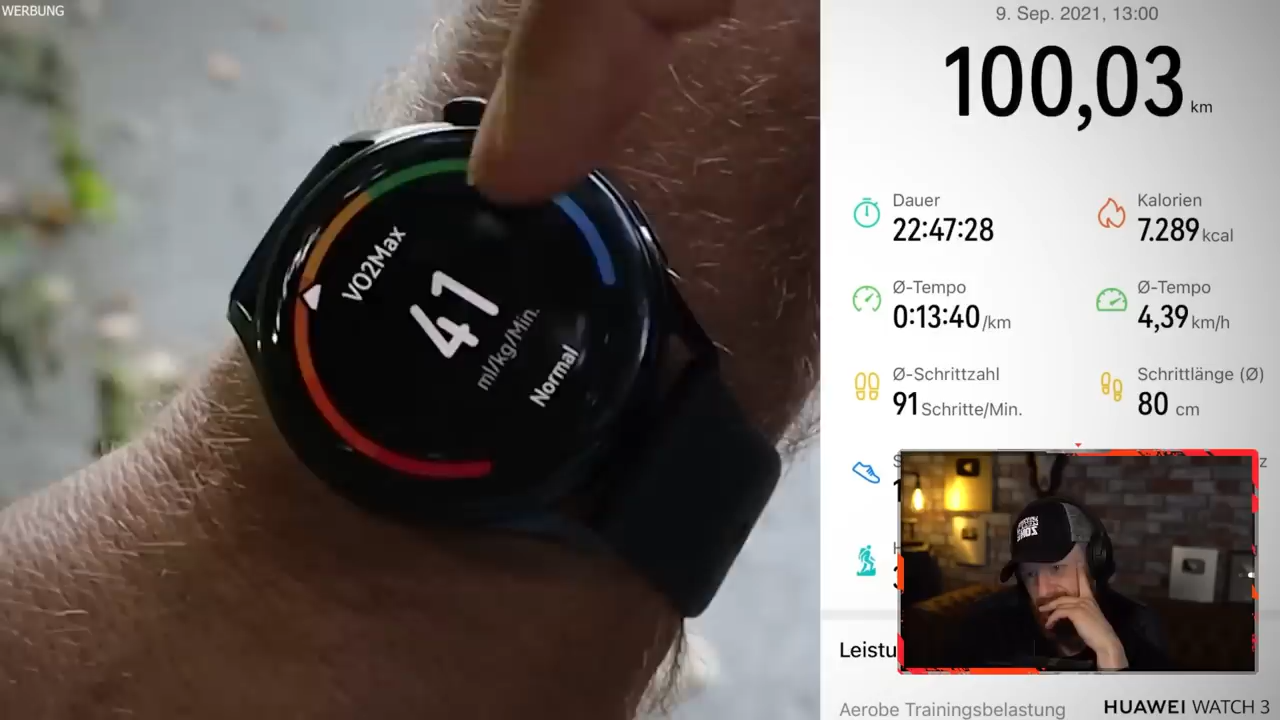 WERBUNG
VO2Max
41
ml/kg/Min.
Normal
9. Sep. 2021, 13:00
100,03 km
Dauer
22:47:28
Kalorien
7.289 kcal
Ø-Tempo
0:13:40 /km
Ø-Tempo
4,39 km/h
Ø-Schrittzahl
91 Schritte/Min.
Schrittlänge (Ø)
80 cm
Aerobe Trainingsbelastung
HUAWEI WATCH 3